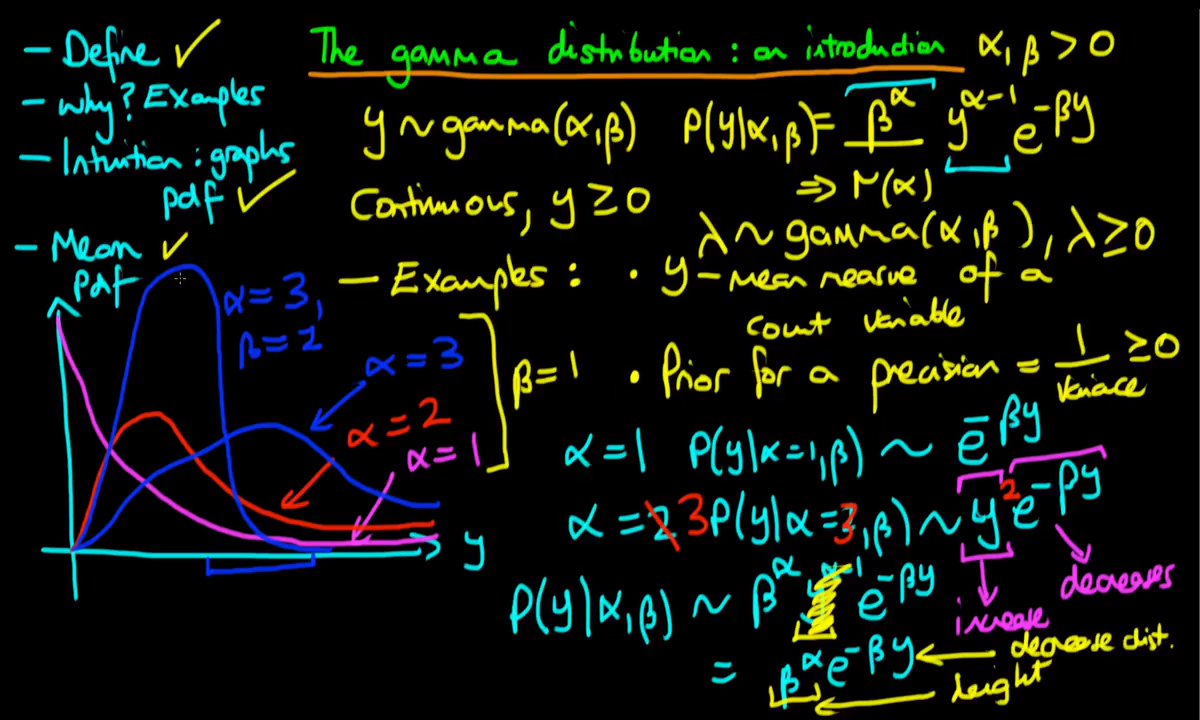 The gamma distribution : an introduction α,β > 0
– Define ✓
– why? Examples
– Intuition : graphs
pdf ✓
– Mean ✓
y ~ gamma(α,β) P(y|α,β) = β^α y^(α-1) e^(-βy)
⇒ Γ(α)
Continuous, y ≥ 0
λ ~ gamma(α,β), λ ≥ 0
– Examples : • y – mean
of a
count variable
• Prior for a precision = 1/variace ≥ 0
pdf
α = 3,
β = 2
α = 3
α = 2
α = 1
β = 1
y
α = 1 P(y|α=1,β) ~ e^(-βy)
α = 2 3 P(y|α = 3,β) ~ y^2 e^(-βy)
decreases
increase
P(y|α,β) ~ β^α e^(-βy)
= β^α e^(-βy) decrease dist.
height